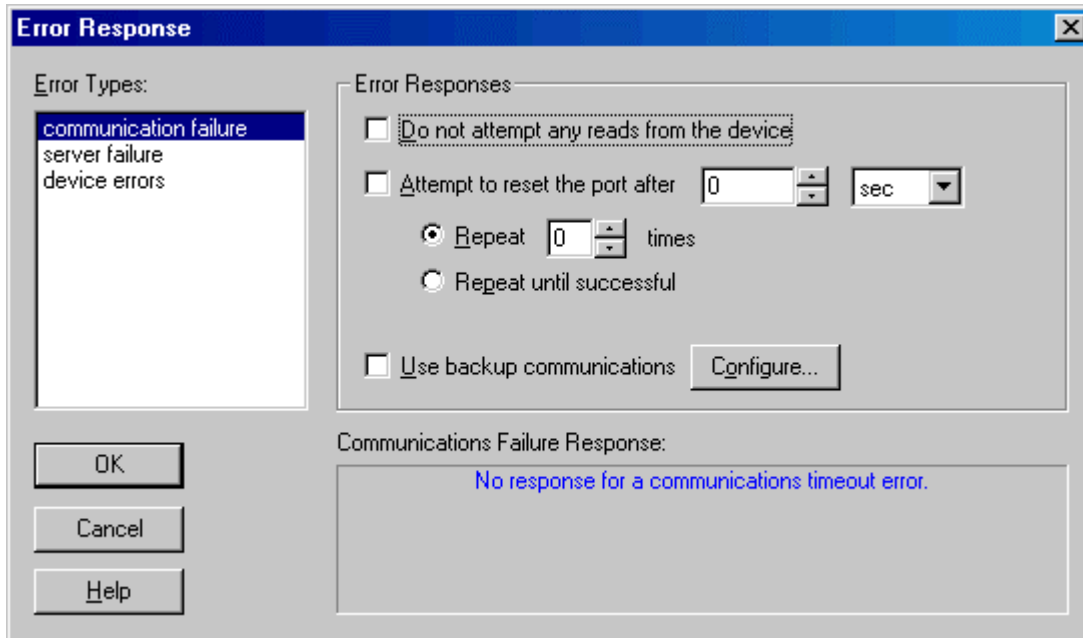 Error Response
Error Types:
communication failure
server failure
device errors
OK
Cancel
Help
Error Responses
Do not attempt any reads from the device
Attempt to reset the port after 0 sec
Repeat 0 times
Repeat until successful
Use backup communications Configure...
Communications Failure Response:
No response for a communications timeout error.